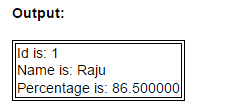 Output:
Id is: 1
Name is: Raju
Percentage is: 86.500000